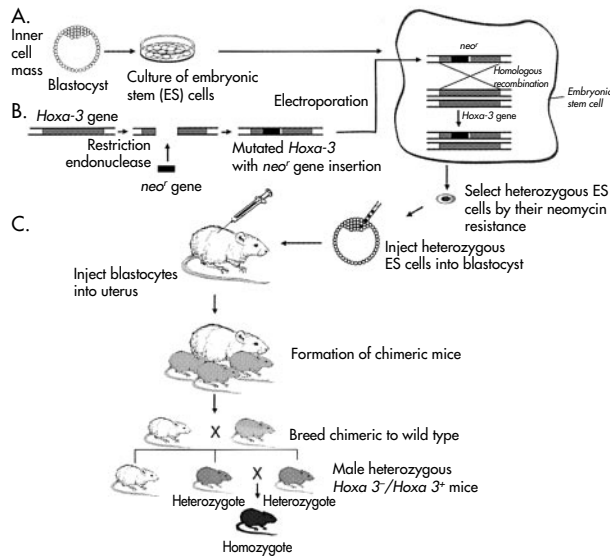 A.
Inner
cell
mass
Blastocyst
Culture of embryonic
stem (ES) cells
neoʳ
Homologous
recombination
Embryonic
stem cell
Hoxa-3 gene
B.
Hoxa-3 gene
Restriction
endonuclease
neoʳ gene
Mutated Hoxa-3
with neoʳ gene insertion
Electroporation
Select heterozygous ES
cells by their neomycin
resistance
C.
Inject heterozygous
ES cells into blastocyst
Inject blastocytes
into uterus
Formation of chimeric mice
X
Breed chimeric to wild type
X
Male heterozygous
Hoxa 3⁻/Hoxa 3⁺ mice
Heterozygote
Heterozygote
Homozygote